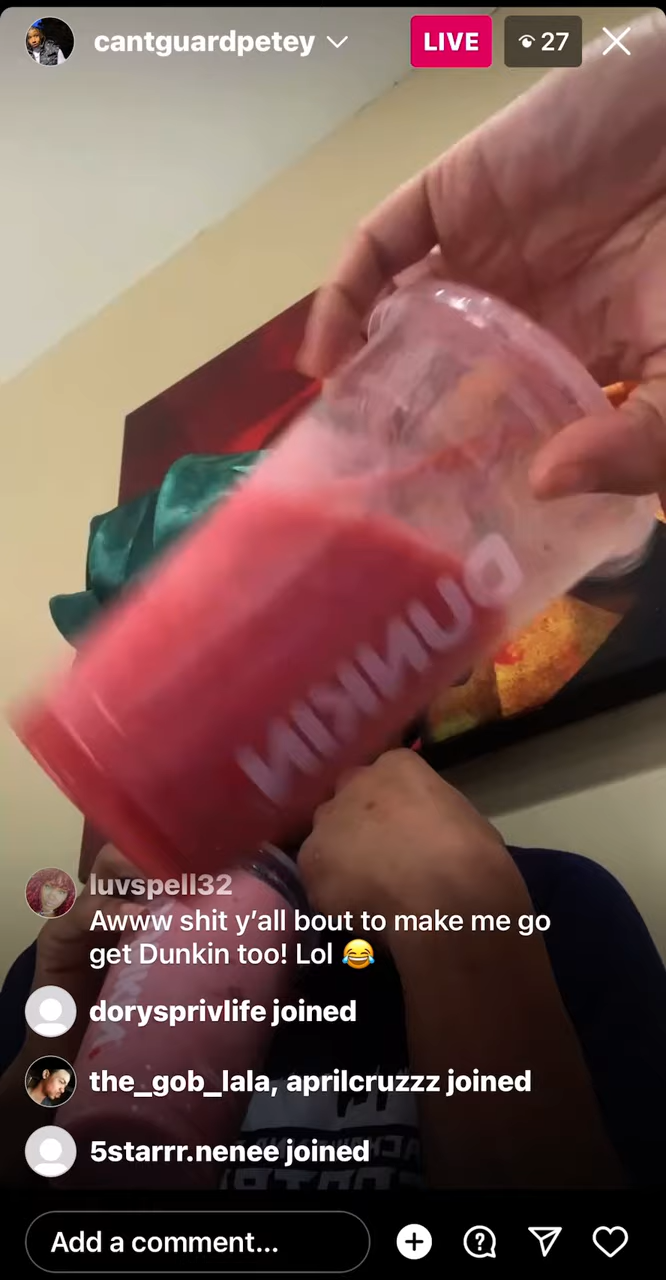 cantguardpetey
LIVE
27
DUNKIN
luvspell32
Awww shit y'all bout to make me go
get Dunkin too! Lol 😂
dorysprivlife joined
the_gob_lala, aprilcruzzz joined
5starrr.nenee joined
Add a comment...